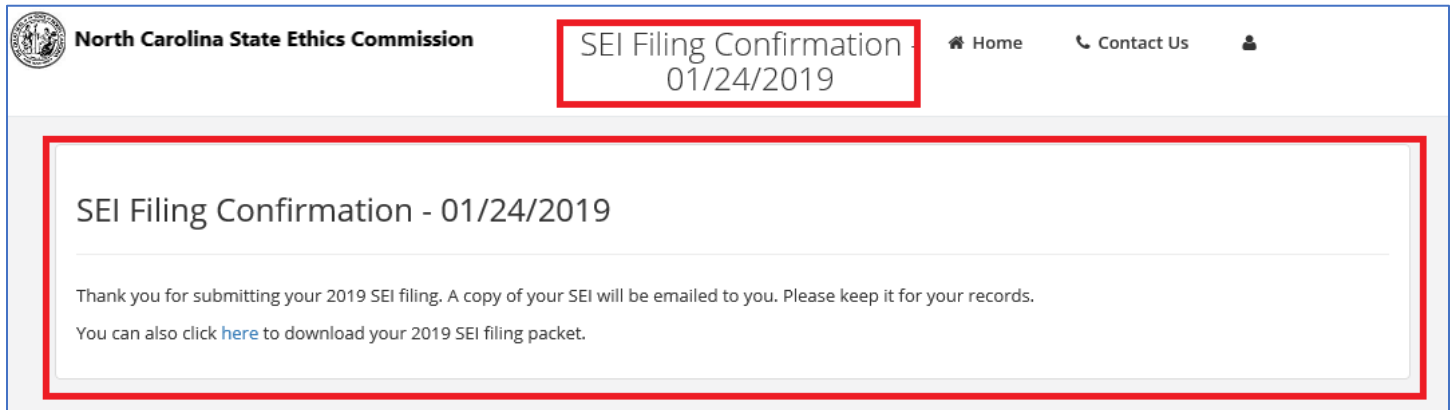 North Carolina State Ethics Commission
SEI Filing Confirmation -
01/24/2019
Home
Contact Us
SEI Filing Confirmation - 01/24/2019
Thank you for submitting your 2019 SEI filing. A copy of your SEI will be emailed to you. Please keep it for your records.
You can also click here to download your 2019 SEI filing packet.